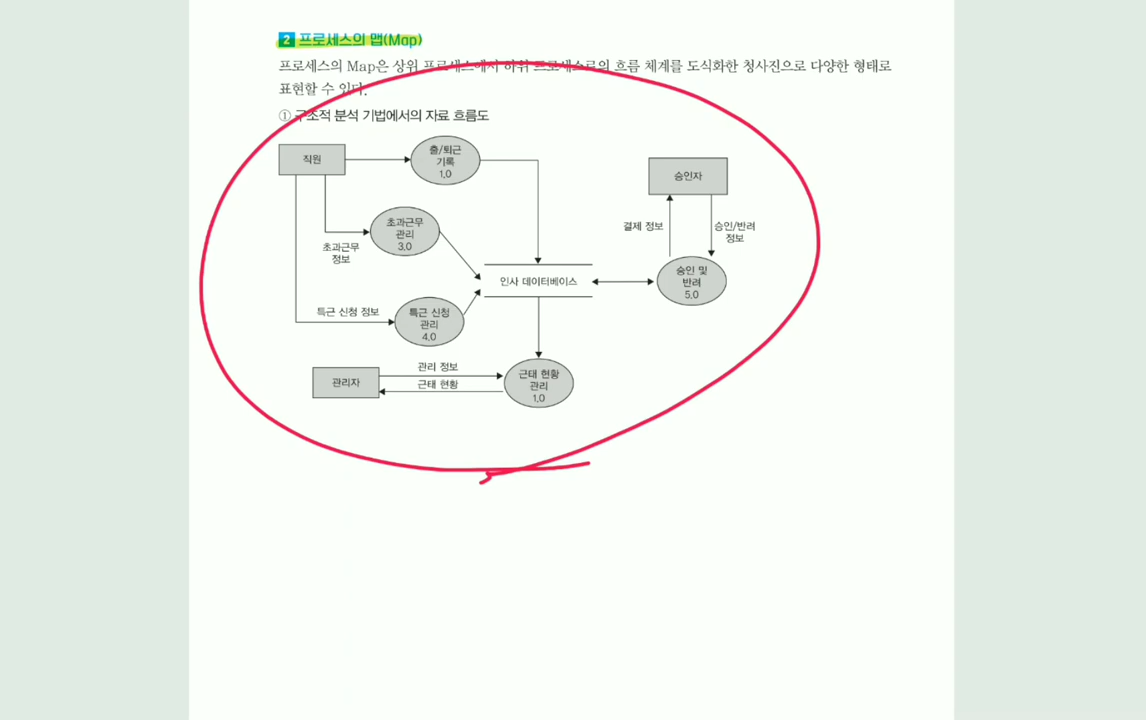 2 프로세스의 맵(Map)
프로세스의 Map은 상위 프로세스에서 하위 프로세스로의 흐름 체계를 도식화한 청사진으로 다양한 형태로
표현할 수 있다.
① 구조적 분석 기법에서의 자료 흐름도
직원
출/퇴근
기록
1.0
승인자
초과근무
관리
3.0
초과근무
정보
결제 정보
승인/반려
정보
인사 데이터베이스
승인 및
반려
5.0
특근 신청 정보
특근 신청
관리
4.0
관리자
관리 정보
근태 현황
근태 현황
관리
1.0